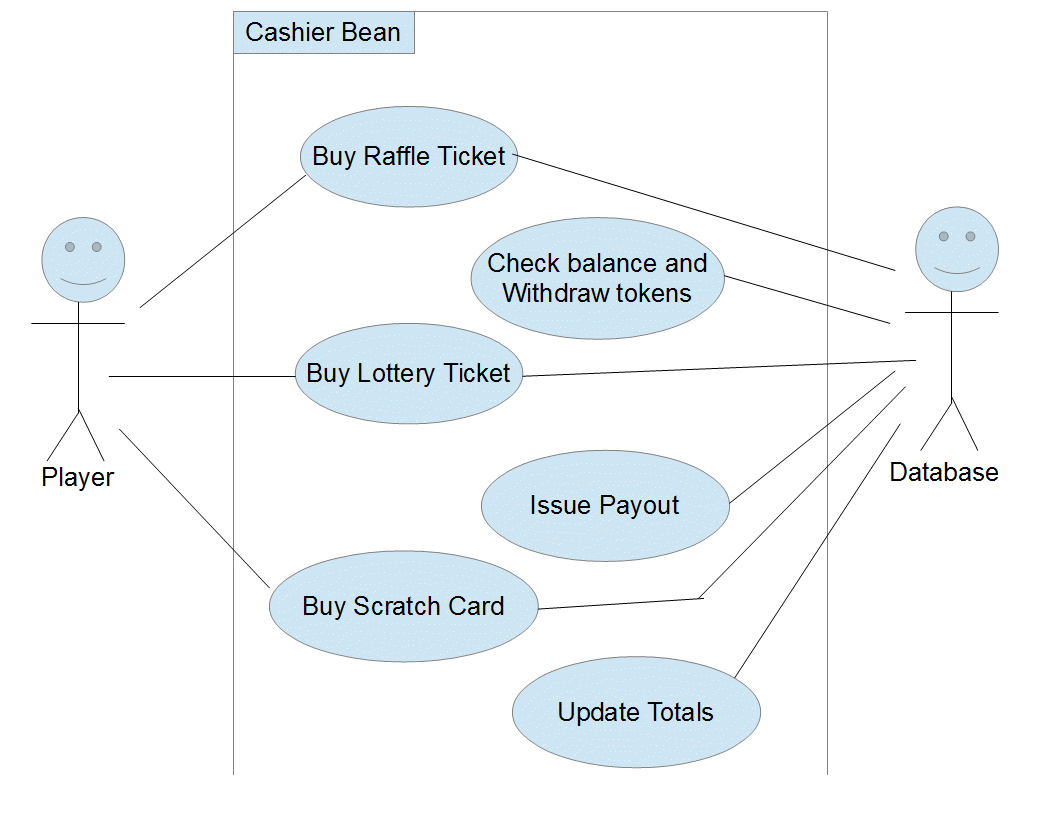 Cashier Bean
Buy Raffle Ticket
Check balance and
Withdraw tokens
Buy Lottery Ticket
Player
Database
Issue Payout
Buy Scratch Card
Update Totals